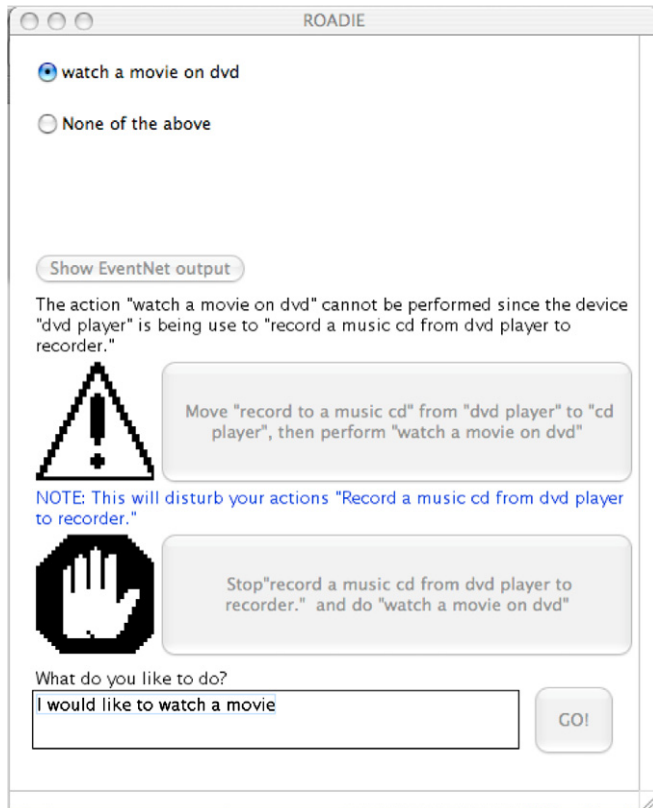 ROADIE
watch a movie on dvd
None of the above
Show EventNet output
The action "watch a movie on dvd" cannot be performed since the device
"dvd player" is being use to "record a music cd from dvd player to
recorder."
Move "record to a music cd" from "dvd player" to "cd
player", then perform "watch a movie on dvd"
NOTE: This will disturb your actions "Record a music cd from dvd player
to recorder."
Stop"record a music cd from dvd player to
recorder."  and do "watch a movie on dvd"
What do you like to do?
I would like to watch a movie
GO!